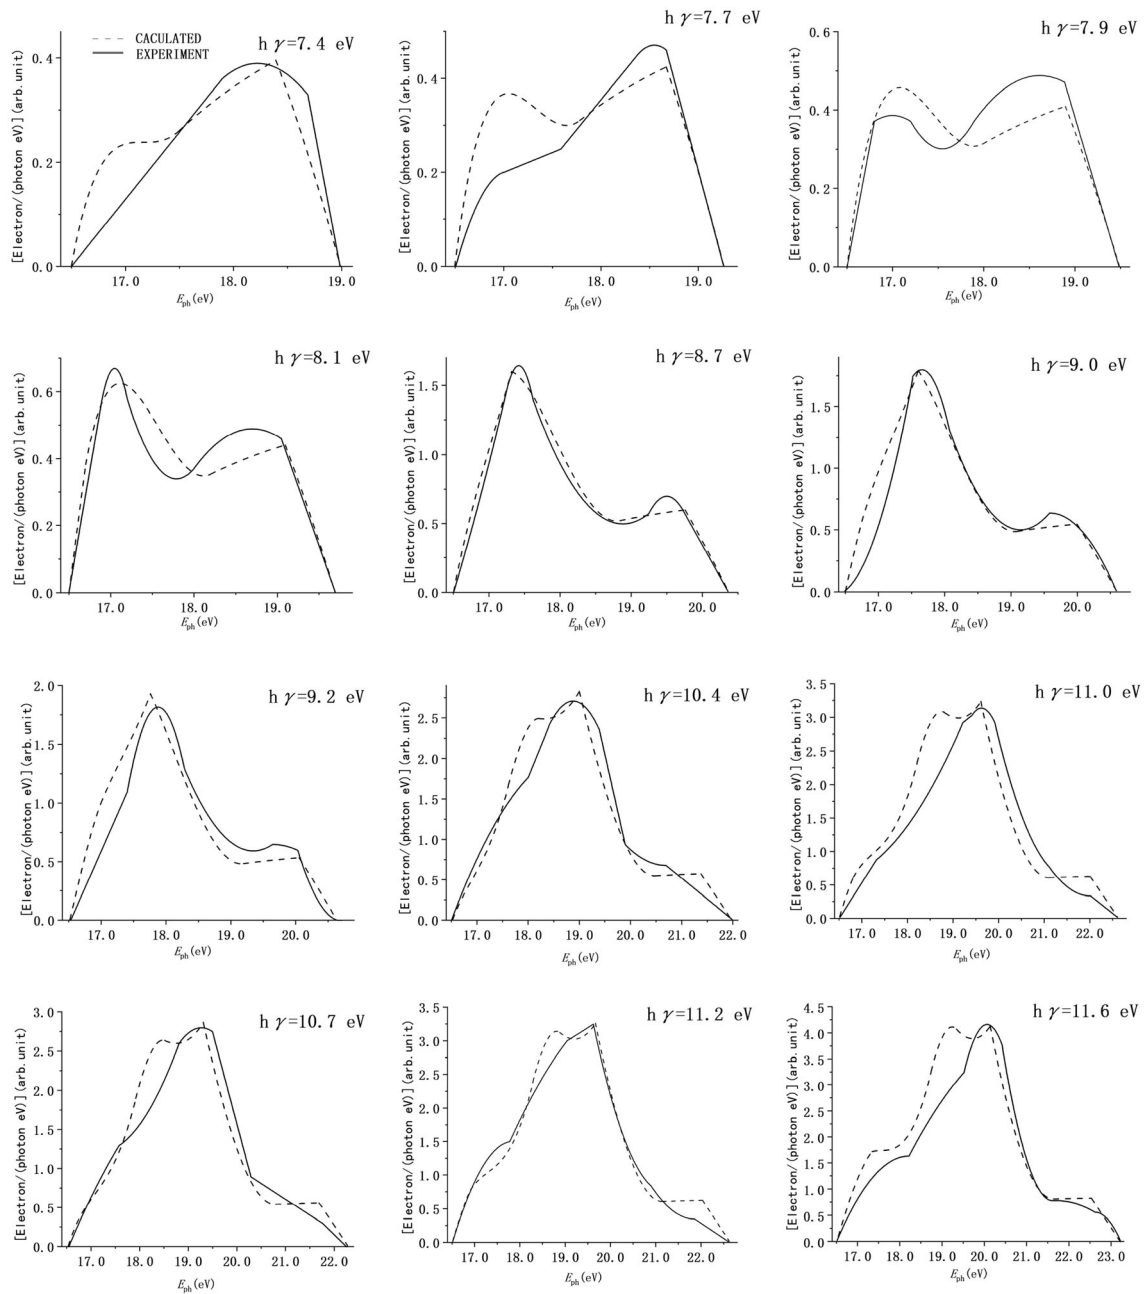 CACULATED
EXPERIMENT
h γ=7.4 eV
[Electron/(photon eV)](arb.unit)
0.4
0.2
0.0
17.0 18.0 19.0
Eph(eV)
h γ=7.7 eV
[Electron/(photon eV)](arb.unit)
0.4
0.2
0.0
17.0 18.0 19.0
Eph(eV)
h γ=7.9 eV
[Electron/(photon eV)](arb.unit)
0.6
0.4
0.2
0.0
17.0 18.0 19.0
Eph(eV)
h γ=8.1 eV
[Electron/(photon eV)](arb.unit)
0.6
0.4
0.2
0.0
17.0 18.0 19.0
Eph(eV)
h γ=8.7 eV
[Electron/(photon eV)](arb.unit)
1.5
1.0
0.5
0.0
17.0 18.0 19.0 20.0
Eph(eV)
h γ=9.0 eV
[Electron/(photon eV)](arb.unit)
1.5
1.0
0.5
0.0
17.0 18.0 19.0 20.0
Eph(eV)
h γ=9.2 eV
[Electron/(photon eV)](arb.unit)
2.0
1.5
1.0
0.5
0.0
17.0 18.0 19.0 20.0
Eph(eV)
h γ=10.4 eV
[Electron/(photon eV)](arb.unit)
2.5
2.0
1.5
1.0
0.5
0.0
17.0 18.0 19.0 20.0 21.0 22.0
Eph(eV)
h γ=11.0 eV
[Electron/(photon eV)](arb.unit)
3.5
3.0
2.5
2.0
1.5
1.0
0.5
0.0
17.0 18.0 19.0 20.0 21.0 22.0
Eph(eV)
h γ=10.7 eV
[Electron/(photon eV)](arb.unit)
3.0
2.5
2.0
1.5
1.0
0.5
0.0
17.0 18.0 19.0 20.0 21.0 22.0
Eph(eV)
h γ=11.2 eV
[Electron/(photon eV)](arb.unit)
3.5
3.0
2.5
2.0
1.5
1.0
0.5
0.0
17.0 18.0 19.0 20.0 21.0 22.0
Eph(eV)
h γ=11.6 eV
[Electron/(photon eV)](arb.unit)
4.5
4.0
3.5
3.0
2.5
2.0
1.5
1.0
0.5
0.0
17.0 18.0 19.0 20.0 21.0 22.0 23.0
Eph(eV)